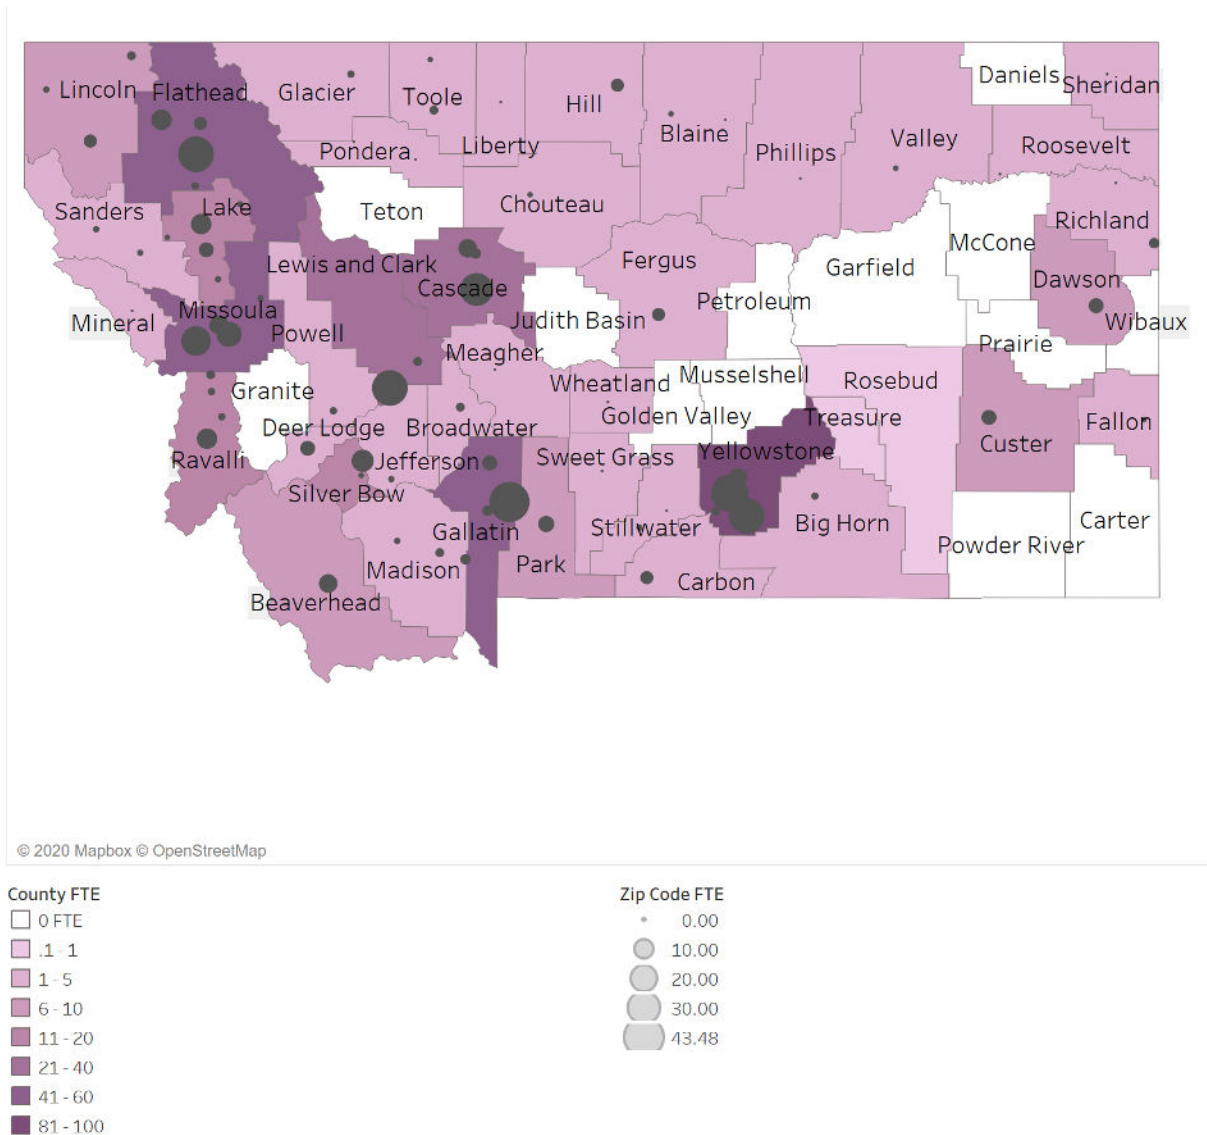 Daniels
Sheridan
Lincoln
Flathead
Glacier
Toole
Hill
Blaine
Valley
Roosevelt
Pondera
Liberty
Phillips
Sanders
Lake
Teton
Chouteau
Richland
McCone
Lewis and Clark
Fergus
Garfield
Dawson
Cascade
Petroleum
Mineral
Missoula
Powell
Judith Basin
Wibaux
Prairie
Meagher
Granite
Wheatland
Musselshell
Rosebud
Deer Lodge
Broadwater
Golden Valley
Treasure
Fallon
Ravalli
Jefferson
Sweet Grass
Yellowstone
Custer
Silver Bow
Gallatin
Stillwater
Big Horn
Carter
Madison
Park
Powder River
Beaverhead
Carbon
© 2020 Mapbox © OpenStreetMap
County FTE
0 FTE
.1 - 1
1 - 5
6 - 10
11 - 20
21 - 40
41 - 60
81 - 100
Zip Code FTE
0.00
10.00
20.00
30.00
43.48